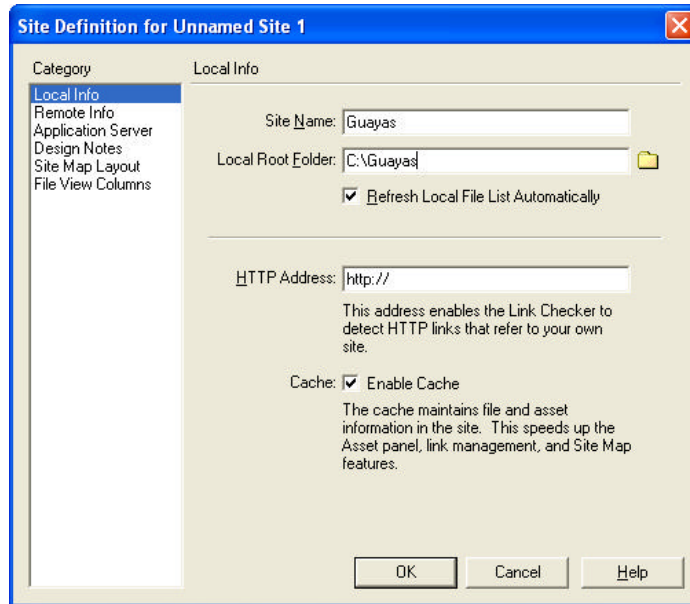 Site Definition for Unnamed Site 1
Category
Local Info
Local Info
Remote Info
Application Server
Design Notes
Site Map Layout
File View Columns
Site Name: Guayas
Local Root Folder: C:\Guayas
Refresh Local File List Automatically
HTTP Address: http://
This address enables the Link Checker to
detect HTTP links that refer to your own
site.
Cache: Enable Cache
The cache maintains file and asset
information in the site. This speeds up the
Asset panel, link management, and Site Map
features.
OK
Cancel
Help